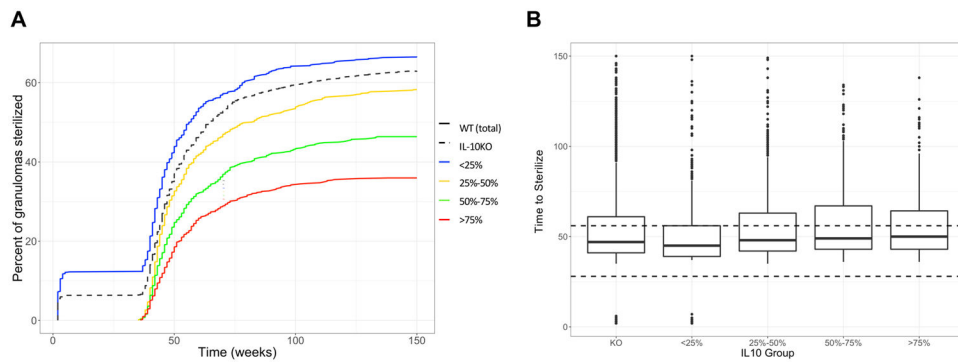 A
Percent of granulomas sterilized
60
40
20
0
0
50
100
150
Time (weeks)
WT (total)
IL-10KO
<25%
25%-50%
50%-75%
>75%
B
Time to Sterilize
150
100
50
0
KO
<25%
25%-50%
50%-75%
>75%
IL10 Group